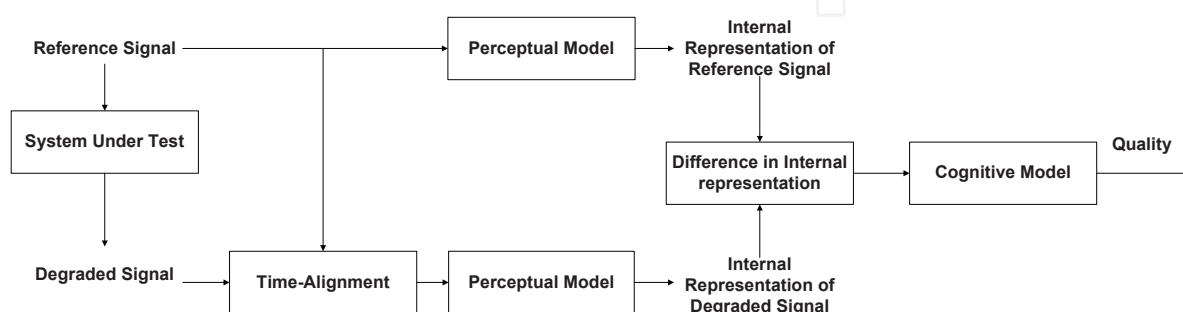 Reference Signal
Perceptual Model
Internal
Representation of
Reference Signal
System Under Test
Difference in Internal
representation
Cognitive Model
Quality
Degraded Signal
Time-Alignment
Perceptual Model
Internal
Representation of
Degraded Signal